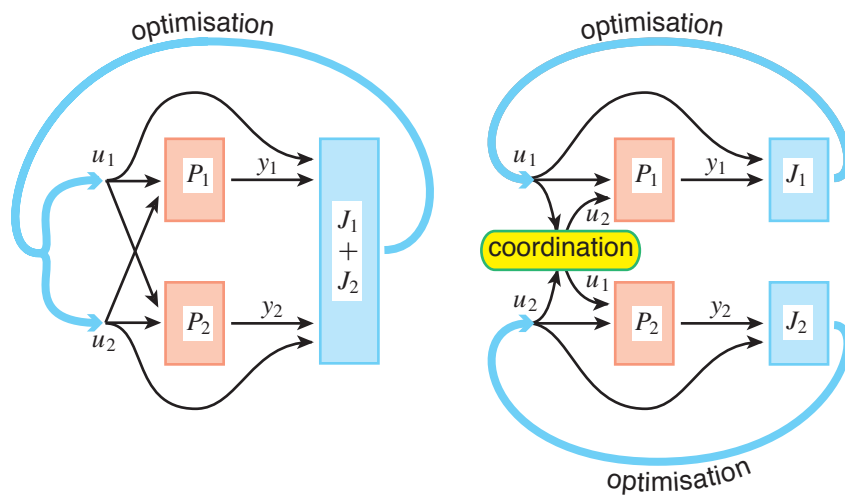 optimisation
u1
P1
y1
J1
+
J2
u2
P2
y2
optimisation
u1
P1
y1
J1
u2
coordination
u1
u2
P2
y2
J2
optimisation